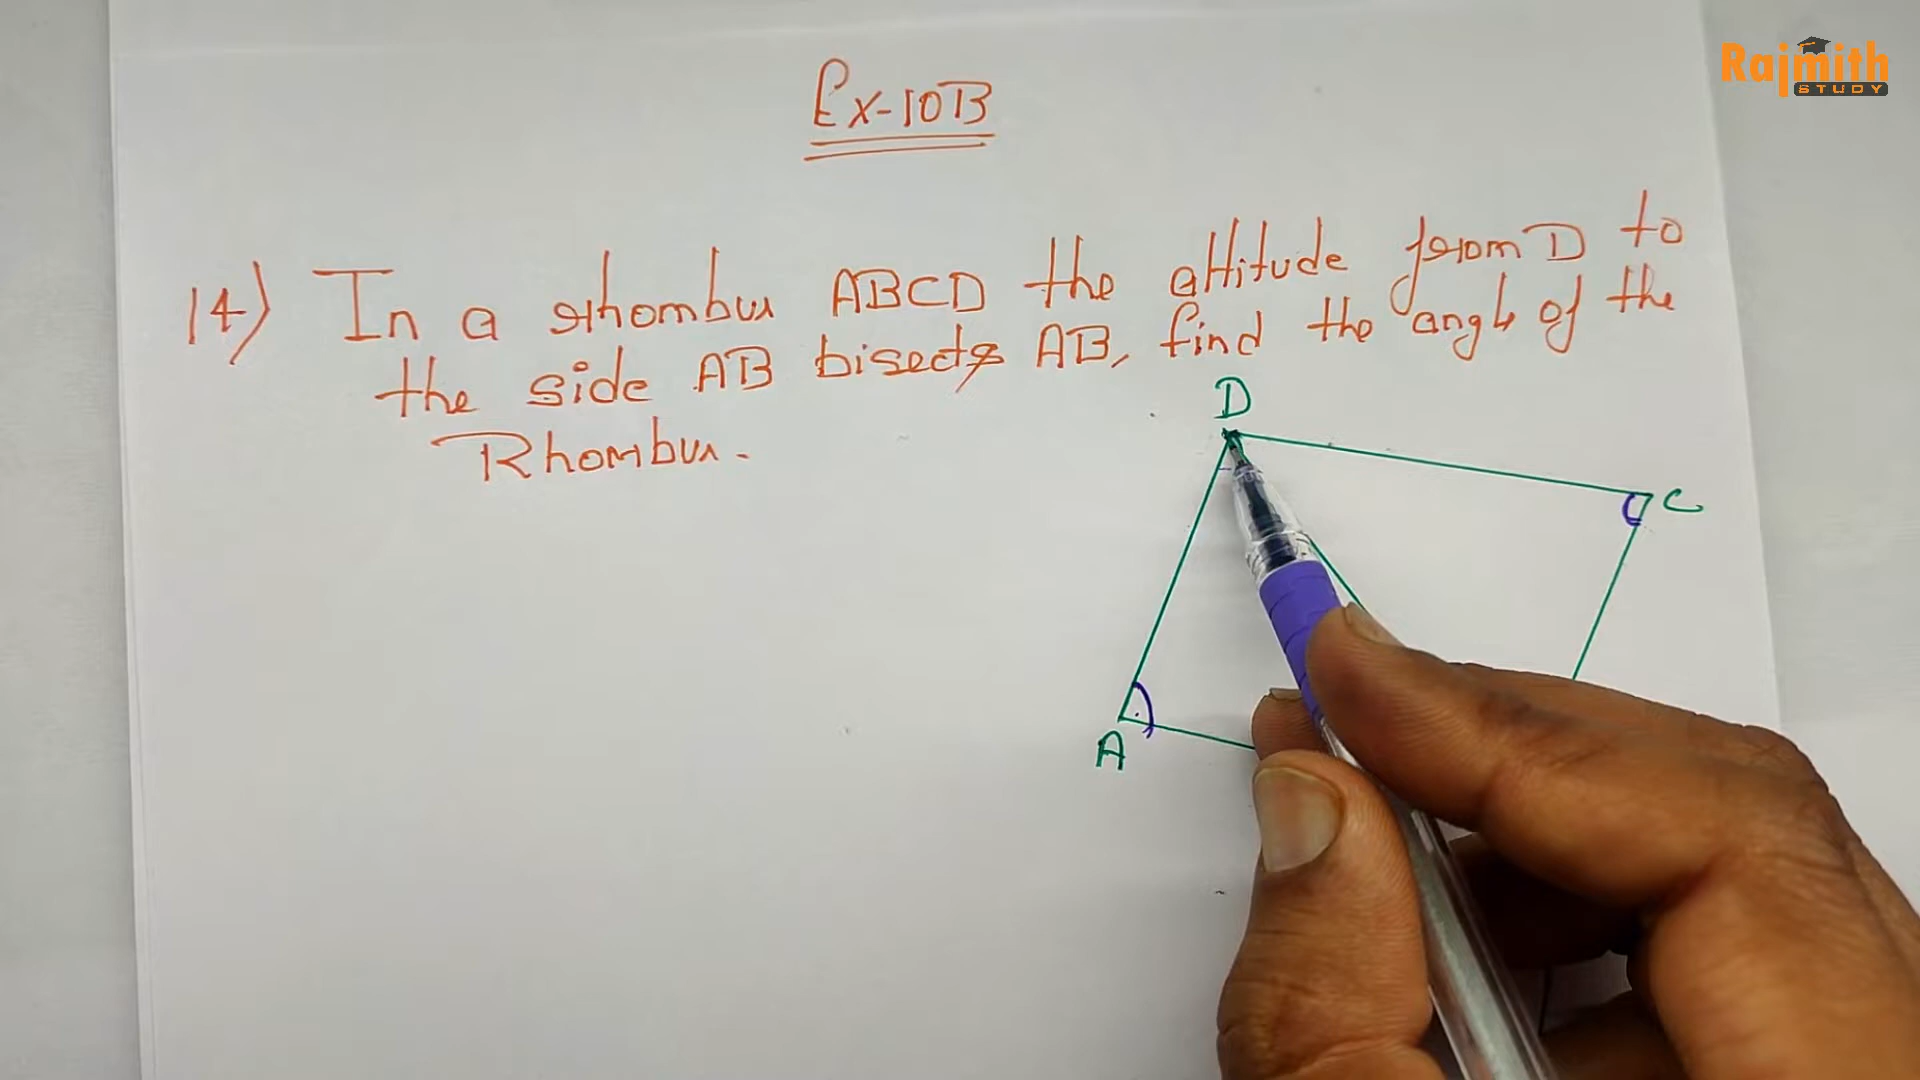 Rajmith
STUDY
Ex-10B
14) In a rhombus ABCD the altitude from D to
the side AB bisects AB, find the angle of the
Rhombus.
D
C
A